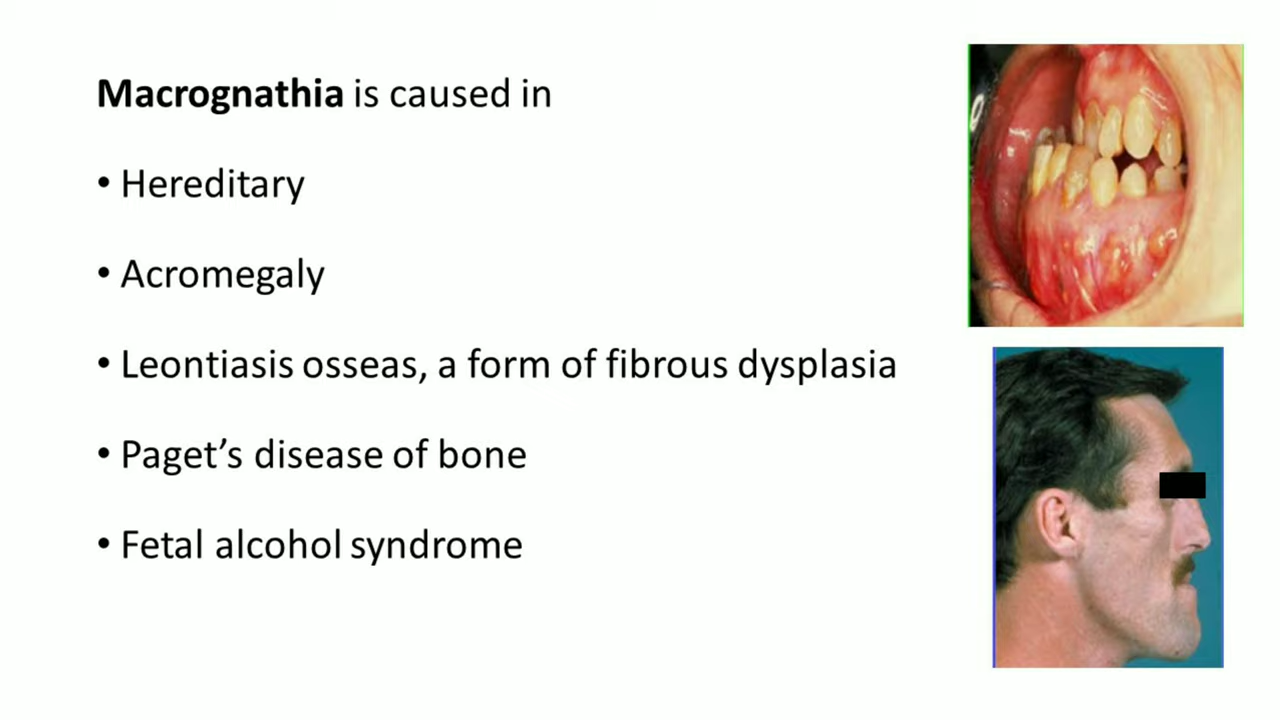 Macrognathia is caused in
• Hereditary
• Acromegaly
• Leontiasis osseas, a form of fibrous dysplasia
• Paget’s disease of bone
• Fetal alcohol syndrome